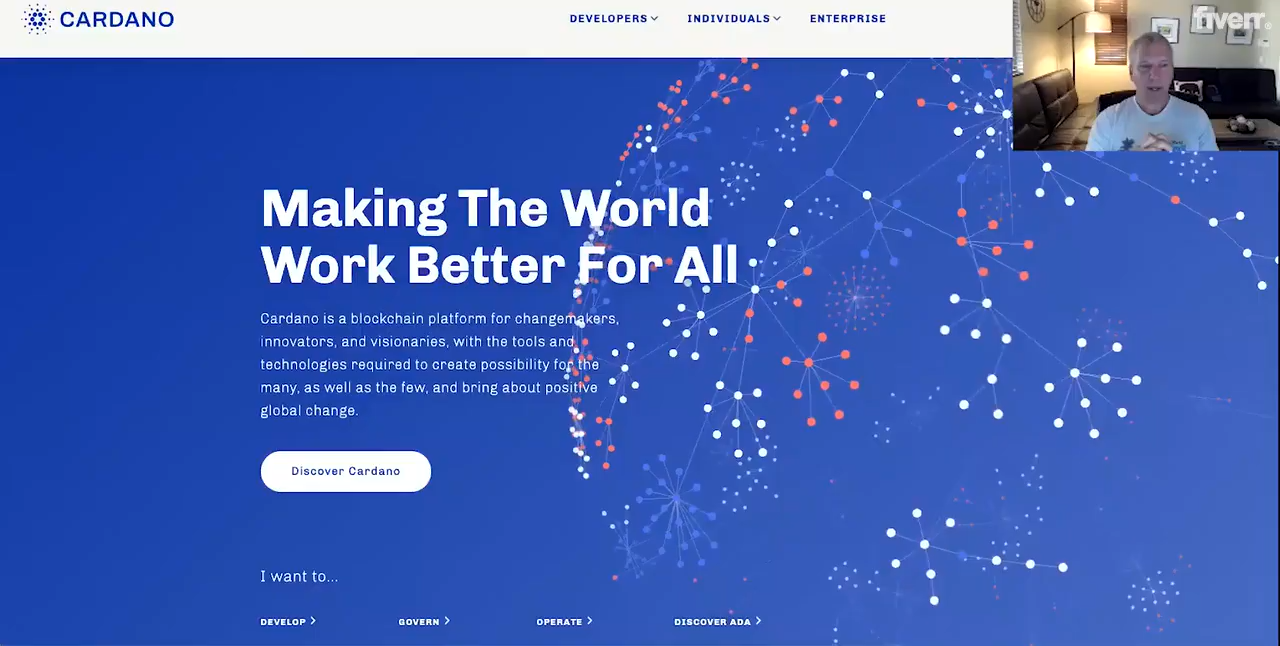 CARDANO
DEVELOPERS
INDIVIDUALS
ENTERPRISE
fiverr®
Making The World
Work Better For All
Cardano is a blockchain platform for changemakers,
innovators, and visionaries, with the tools and
technologies required to create possibility for the
many, as well as the few, and bring about positive
global change.
Discover Cardano
I want to...
DEVELOP
GOVERN
OPERATE
DISCOVER ADA